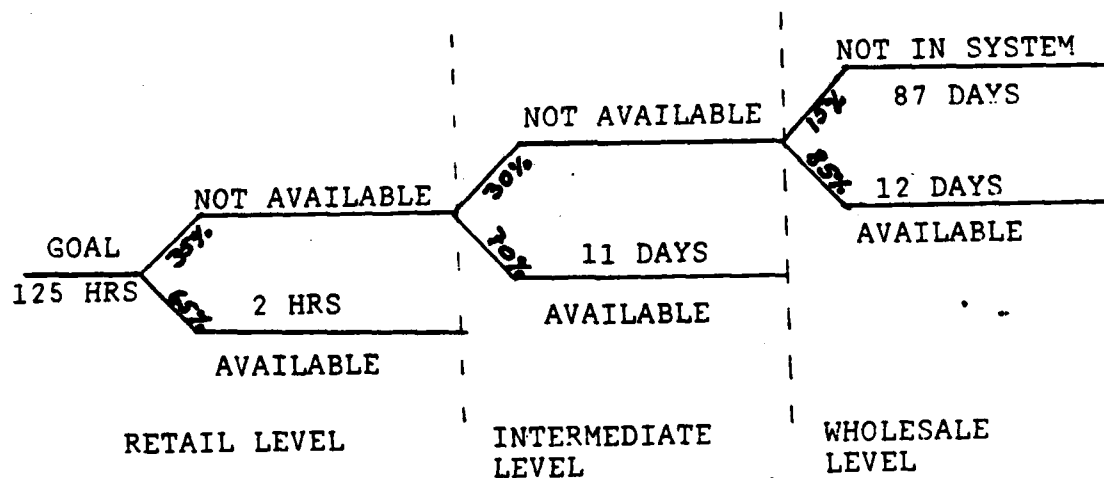 NOT IN SYSTEM
15%
87 DAYS
NOT AVAILABLE
30%
85%
12 DAYS
AVAILABLE
NOT AVAILABLE
35%
70%
11 DAYS
AVAILABLE
GOAL
125 HRS
65%
2 HRS
AVAILABLE
RETAIL LEVEL
INTERMEDIATE
LEVEL
WHOLESALE
LEVEL